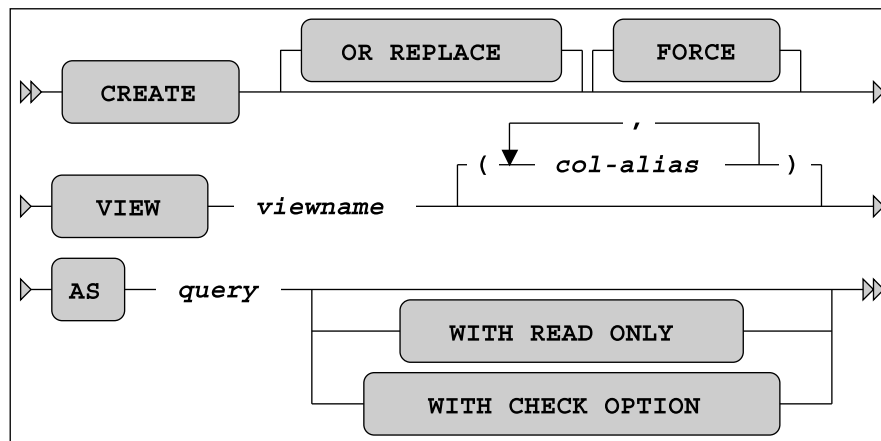 OR REPLACE FORCE
CREATE
,
( col-alias )
VIEW viewname
AS query
WITH READ ONLY
WITH CHECK OPTION